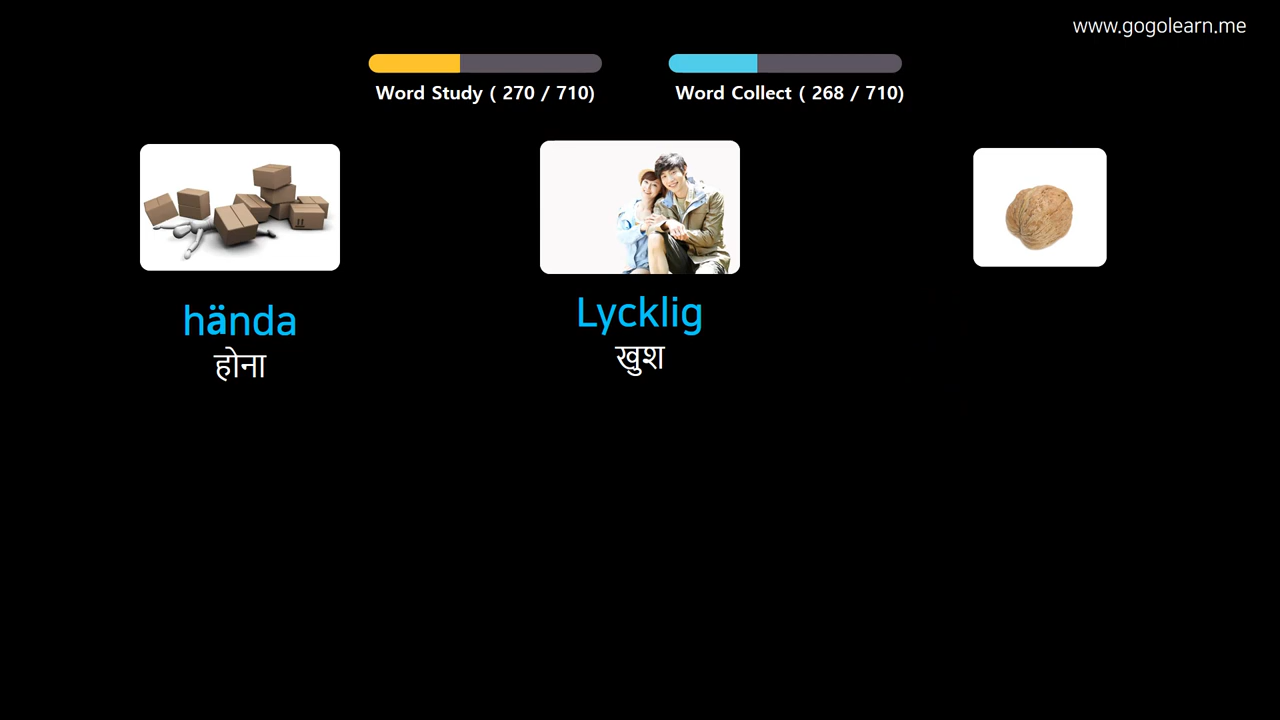 www.gogolearn.me
Word Study ( 270 / 710)
Word Collect ( 268 / 710)
hända
होना
Lycklig
खुश